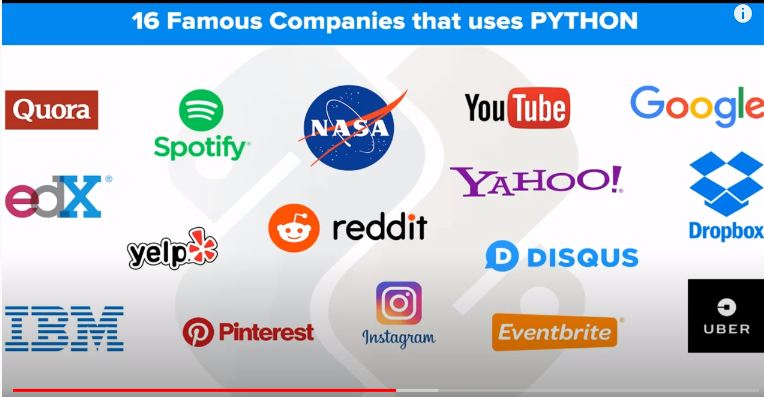 16 Famous Companies that uses PYTHON
i
Quora
Spotify®
NASA
YouTube
Google
edX®
YAHOO!®
Dropbox
yelp
reddit
D DISQUS
IBM
Pinterest
Instagram
Eventbrite®
UBER